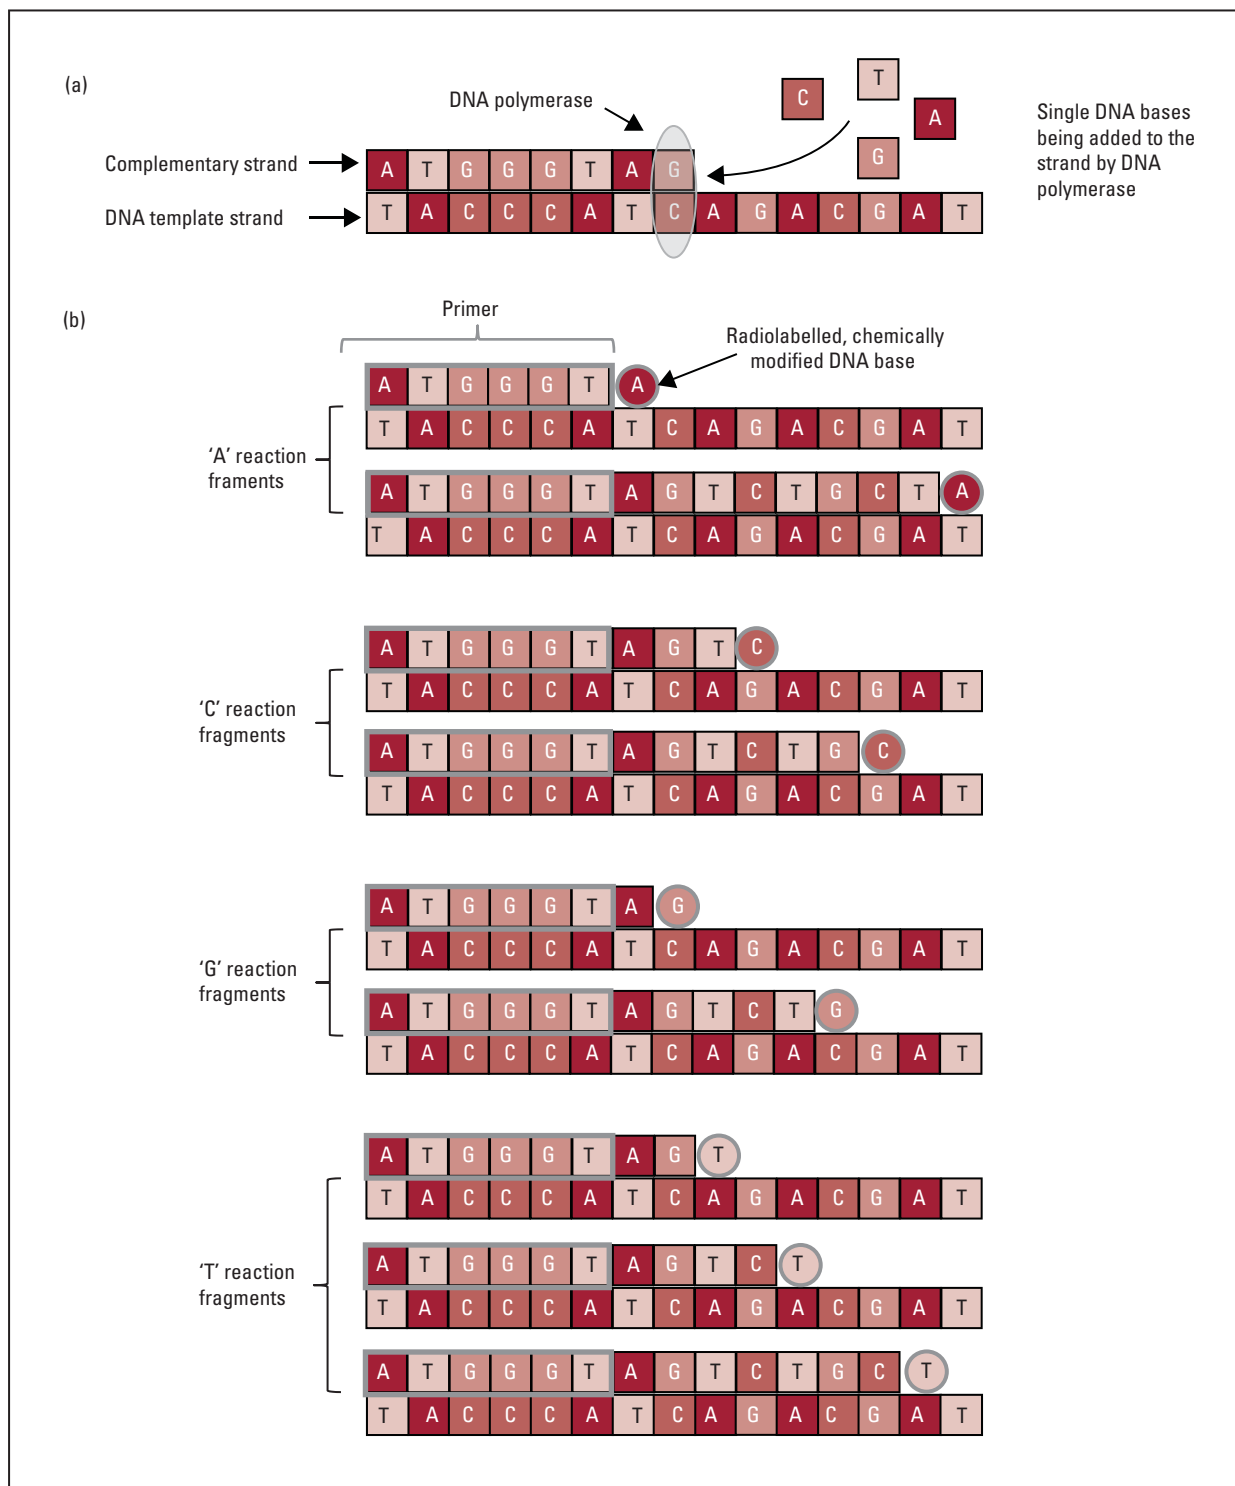 (a)
DNA polymerase
C
T
A
G
Single DNA bases
being added to the
strand by DNA
polymerase
Complementary strand
A T G G G T A G
DNA template strand
T A C C C A T C A G A C G A T
(b)
Primer
Radiolabelled, chemically
modified DNA base
'A' reaction
framents
A T G G G T A
T A C C C A T C A G A C G A T
A T G G G T A G T C T G C T A
T A C C C A T C A G A C G A T
'C' reaction
fragments
A T G G G T A G T C
T A C C C A T C A G A C G A T
A T G G G T A G T C T G C
T A C C C A T C A G A C G A T
'G' reaction
fragments
A T G G G T A G
T A C C C A T C A G A C G A T
A T G G G T A G T C T G
T A C C C A T C A G A C G A T
'T' reaction
fragments
A T G G G T A G T
T A C C C A T C A G A C G A T
A T G G G T A G T C T
T A C C C A T C A G A C G A T
A T G G G T A G T C T G C T
T A C C C A T C A G A C G A T